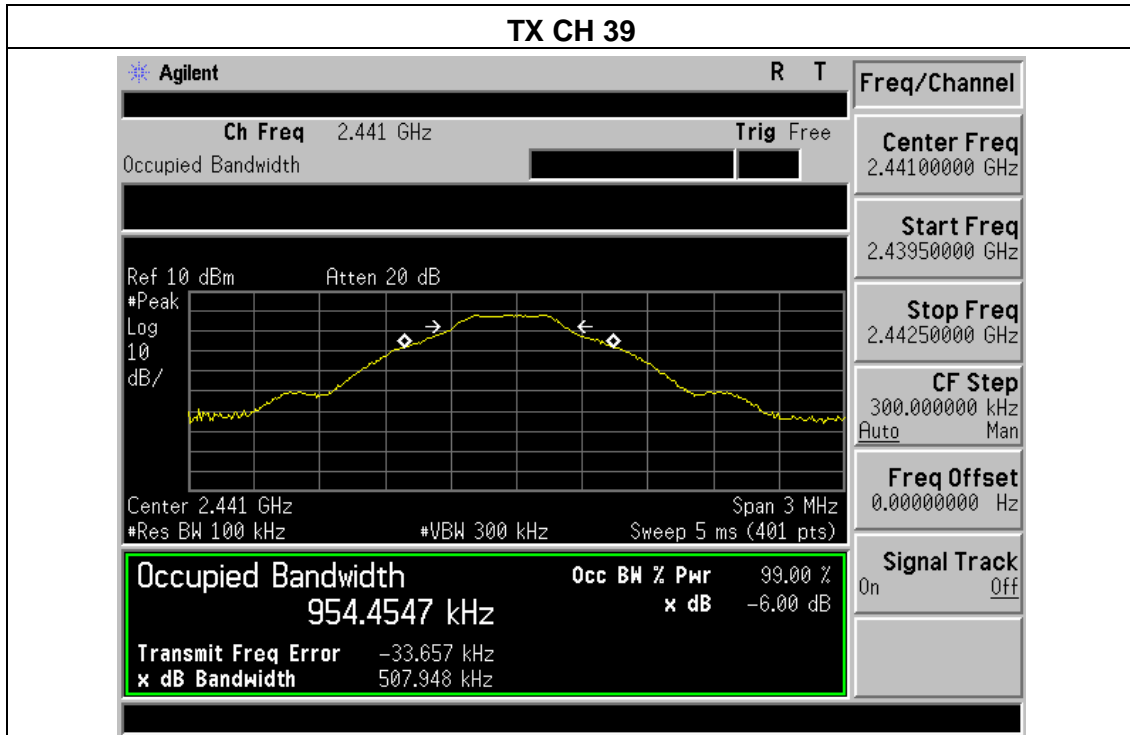 TX CH 39
Agilent
R T
Freq/Channel
Ch Freq 2.441 GHz
Trig Free
Occupied Bandwidth
Center Freq
2.44100000 GHz
Start Freq
2.43950000 GHz
Stop Freq
2.44250000 GHz
CF Step
300.000000 kHz
Auto Man
Freq Offset
0.00000000 Hz
Signal Track
On Off
Ref 10 dBm
Atten 20 dB
#Peak
Log
10
dB/
Center 2.441 GHz
Span 3 MHz
#Res BW 100 kHz
#VBW 300 kHz
Sweep 5 ms (401 pts)
Occupied Bandwidth
954.4547 kHz
Occ BW % Pwr 99.00 %
x dB -6.00 dB
Transmit Freq Error -33.657 kHz
x dB Bandwidth 507.948 kHz